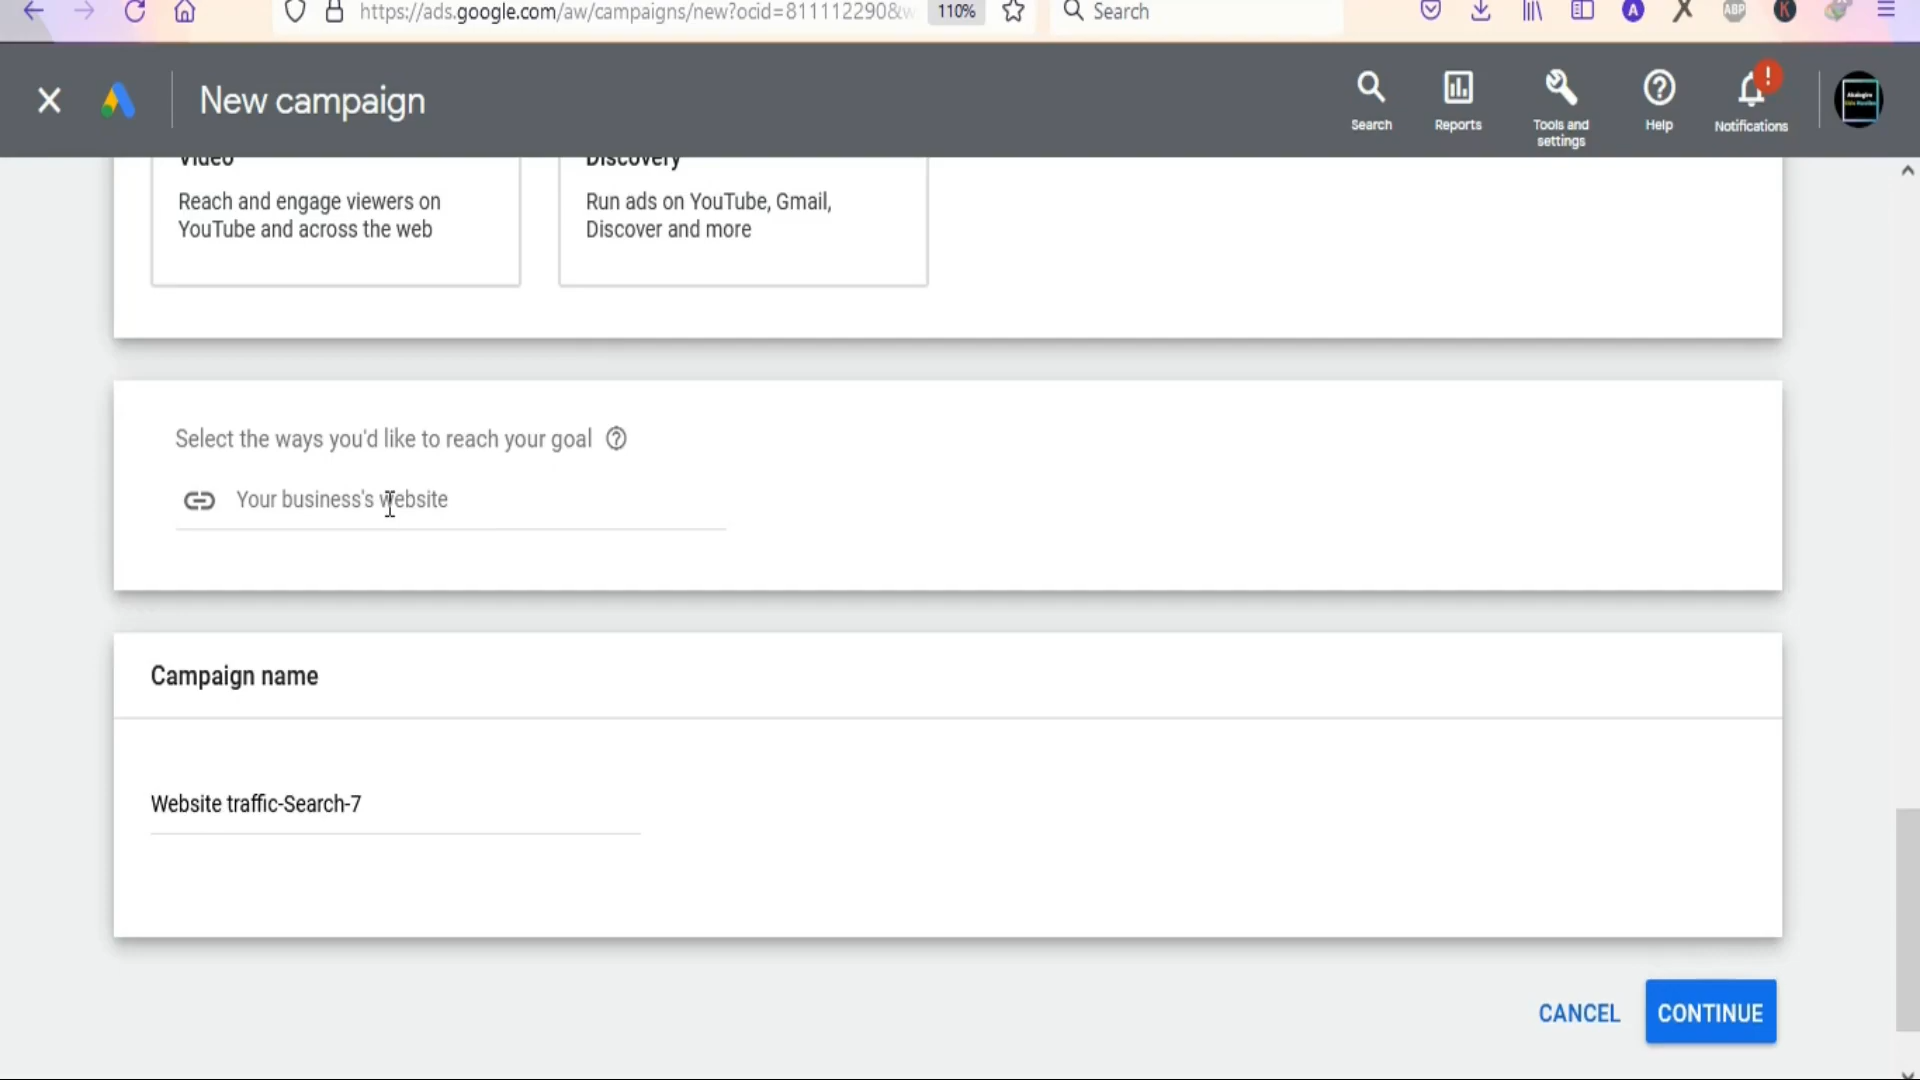 https://ads.google.com/aw/campaigns/new?ocid=811112290&w
110%
Search
A
ABP
K
New campaign
Search
Reports
Tools and
settings
Help
Notifications
Video
Reach and engage viewers on
YouTube and across the web
Discovery
Run ads on YouTube, Gmail,
Discover and more
Select the ways you'd like to reach your goal
Your business's website
Campaign name
Website traffic-Search-7
CANCEL
CONTINUE